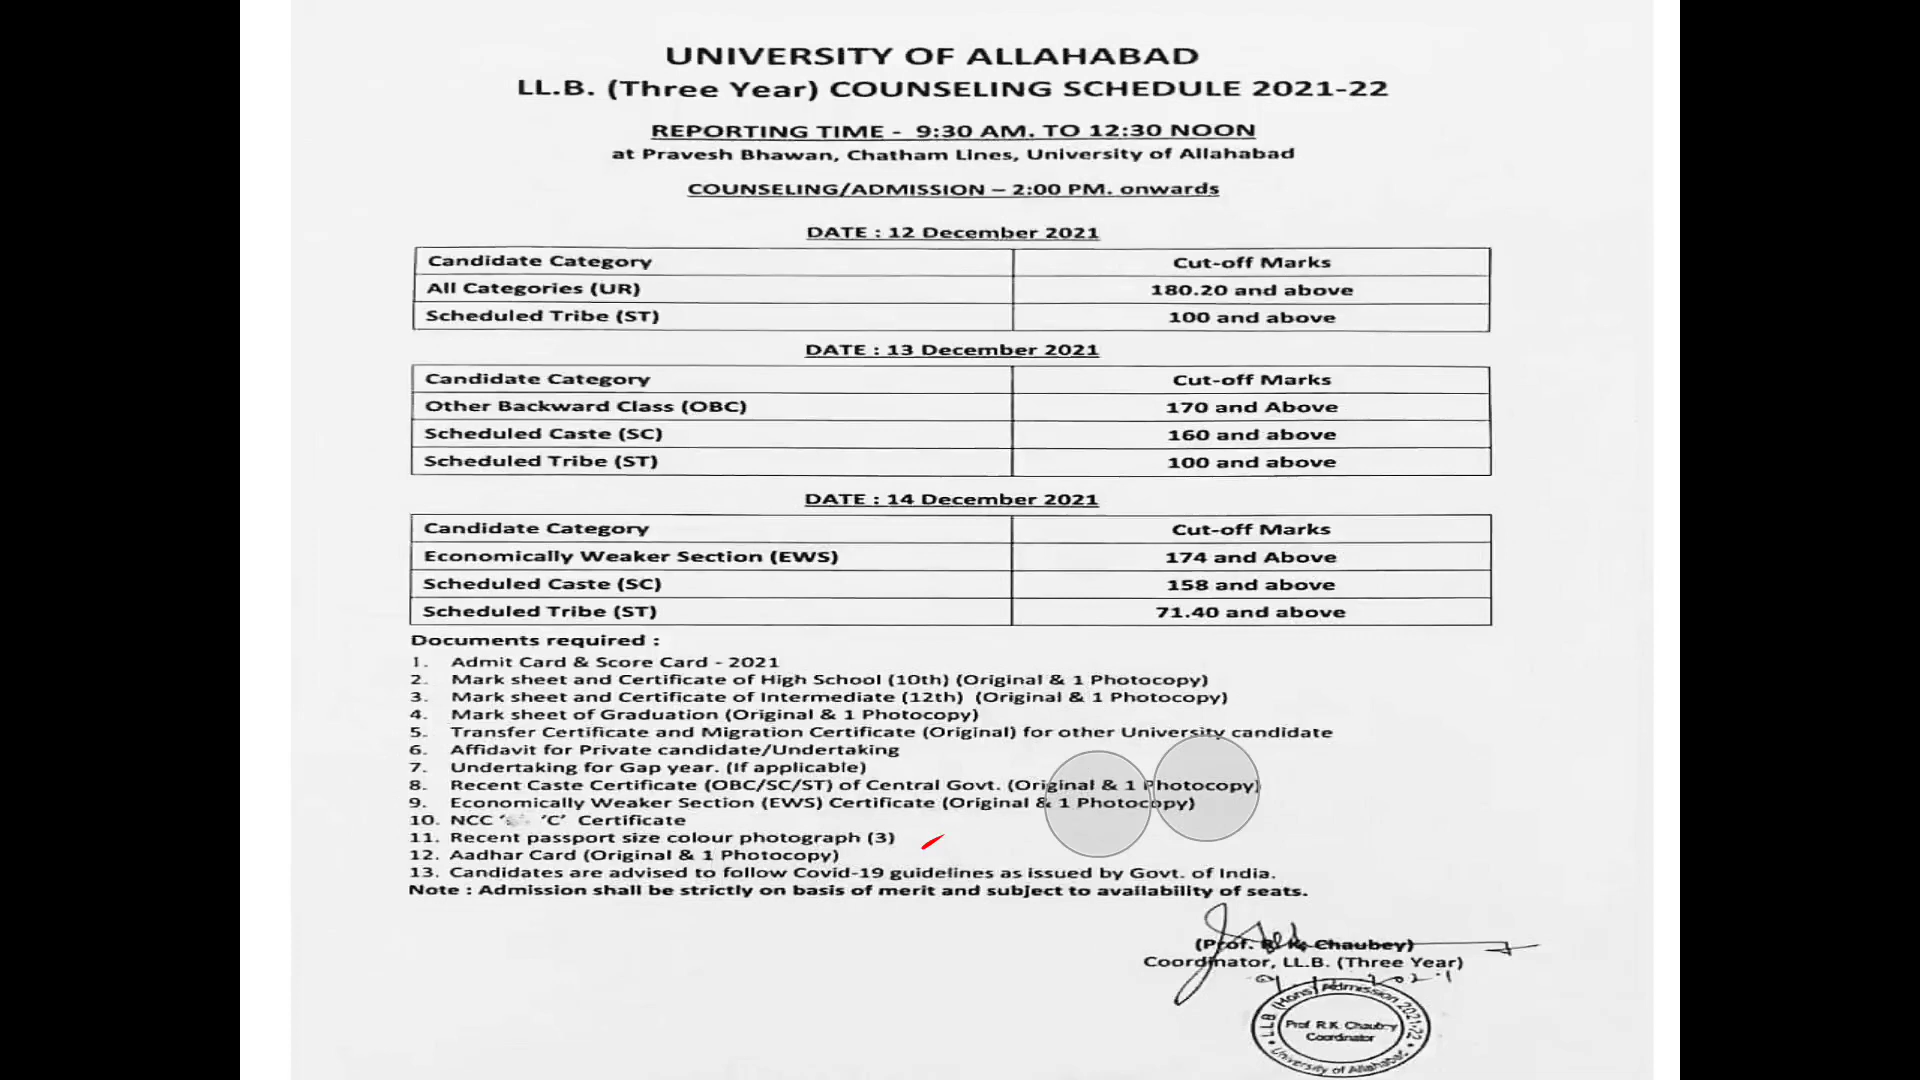 UNIVERSITY OF ALLAHABAD
LL.B. (Three Year) COUNSELING SCHEDULE 2021-22
REPORTING TIME - 9:30 AM. TO 12:30 NOON
at Pravesh Bhawan, Chatham Lines, University of Allahabad
COUNSELING/ADMISSION – 2:00 PM. onwards
DATE : 12 December 2021
Candidate Category Cut-off Marks
All Categories (UR) 180.20 and above
Scheduled Tribe (ST) 100 and above
DATE : 13 December 2021
Candidate Category Cut-off Marks
Other Backward Class (OBC) 170 and Above
Scheduled Caste (SC) 160 and above
Scheduled Tribe (ST) 100 and above
DATE : 14 December 2021
Candidate Category Cut-off Marks
Economically Weaker Section (EWS) 174 and Above
Scheduled Caste (SC) 158 and above
Scheduled Tribe (ST) 71.40 and above
Documents required :
1. Admit Card & Score Card - 2021
2. Mark sheet and Certificate of High School (10th) (Original & 1 Photocopy)
3. Mark sheet and Certificate of Intermediate (12th) (Original & 1 Photocopy)
4. Mark sheet of Graduation (Original & 1 Photocopy)
5. Transfer Certificate and Migration Certificate (Original) for other University candidate
6. Affidavit for Private candidate/Undertaking
7. Undertaking for Gap year. (If applicable)
8. Recent Caste Certificate (OBC/SC/ST) of Central Govt. (Original & 1 Photocopy)
9. Economically Weaker Section (EWS) Certificate (Original & 1 Photocopy)
10. NCC 'C' Certificate
11. Recent passport size colour photograph (3)
12. Aadhar Card (Original & 1 Photocopy)
13. Candidates are advised to follow Covid-19 guidelines as issued by Govt. of India.
Note : Admission shall be strictly on basis of merit and subject to availability of seats.
(Prof. R. K. Chaubey)
Coordinator, LL.B. (Three Year)
LLB (Hons) Admission 2021-22
Prof. R.K. Chaubey
Coordinator
University of Allahabad